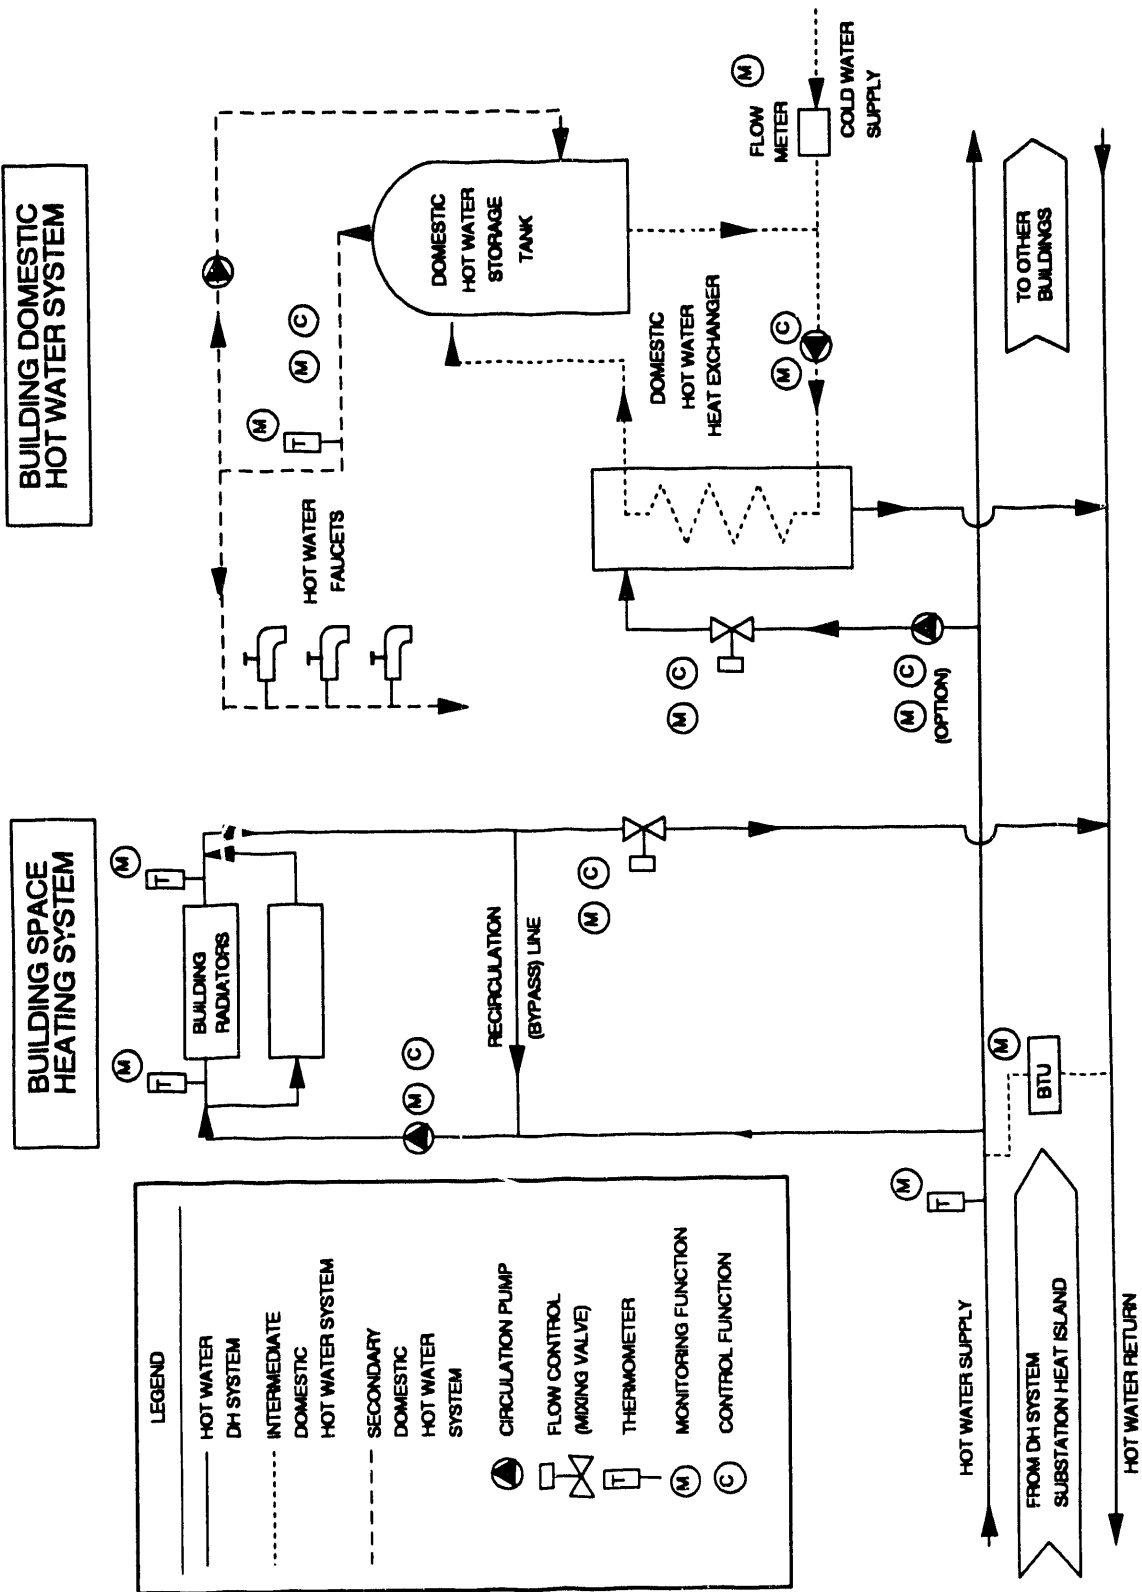 BUILDING SPACE
HEATING SYSTEM
BUILDING DOMESTIC
HOT WATER SYSTEM
LEGEND
HOT WATER
DH SYSTEM
INTERMEDIATE
DOMESTIC
HOT WATER SYSTEM
SECONDARY
DOMESTIC
HOT WATER
SYSTEM
CIRCULATION PUMP
FLOW CONTROL
(MIXING VALVE)
T
THERMOMETER
M
MONITORING FUNCTION
C
CONTROL FUNCTION
M
T
M
T
BUILDING
RADIATORS
M
C
RECIRCULATION
(BYPASS) LINE
M
C
HOT WATER
FAUCETS
M
T
M
C
DOMESTIC
HOT WATER
STORAGE
TANK
DOMESTIC
HOT WATER
HEAT EXCHANGER
M
C
M
FLOW
METER
COLD WATER
SUPPLY
M
C
M
C
(OPTION)
M
T
M
BTU
HOT WATER SUPPLY
FROM DH SYSTEM
SUBSTATION HEAT ISLAND
TO OTHER
BUILDINGS
HOT WATER RETURN